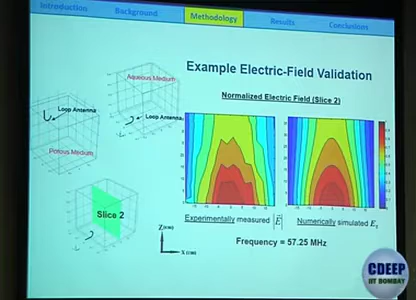 Introduction Background Methodology Results Conclusions
Example Electric-Field Validation
Aqueous Medium
Loop Antenna
Loop Antenna
Porous Medium
Normalized Electric Field (Slice 2)
Slice 2
Experimentally measured |E⃗| Numerically simulated
Z(cm)
X (cm)
Frequency = 57.25 MHz
CDEEP
IIT BOMBAY